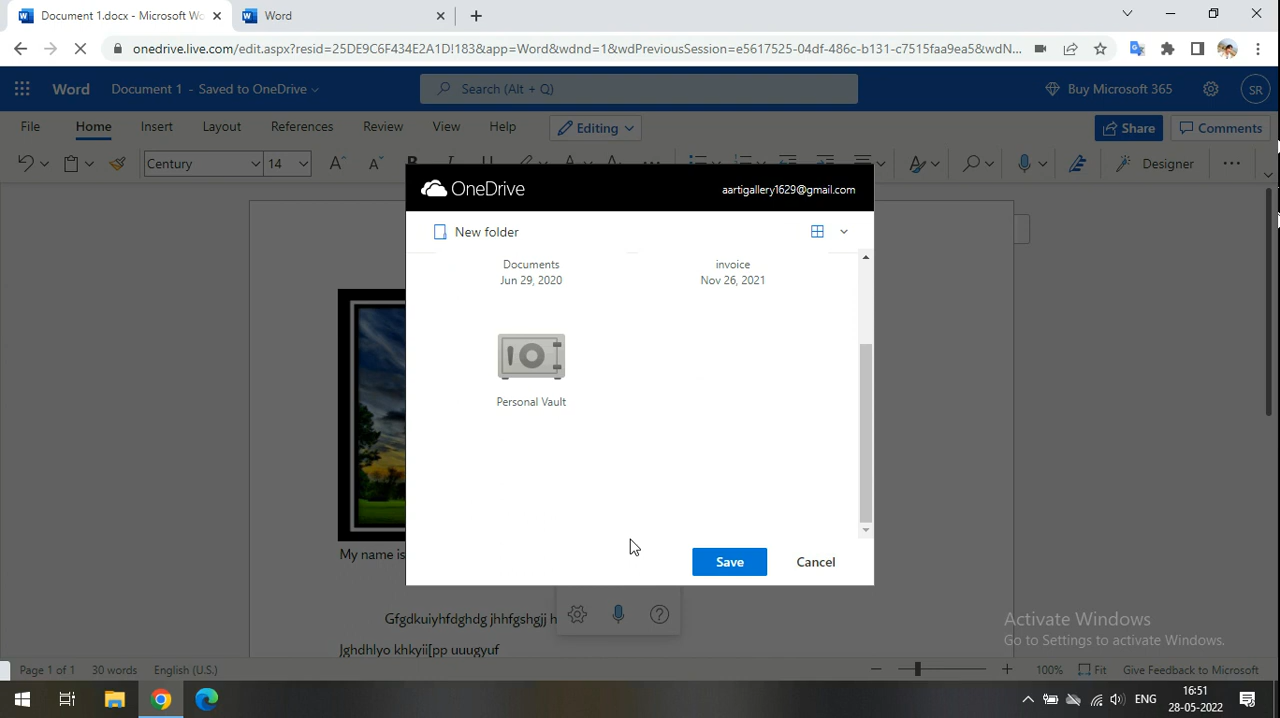 Document 1.docx - Microsoft Wo
Word
onedrive.live.com/edit.aspx?resid=25DE9C6F434E2A1D!183&app=Word&wdnd=1&wdPreviousSession=e5617525-04df-486c-b131-c7515faa9ea5&wdN...
Word
Document 1 - Saved to OneDrive
Search (Alt + Q)
Buy Microsoft 365
SR
File
Home
Insert
Layout
References
Review
View
Help
Editing
Share
Comments
Century
14
Designer
OneDrive
aartigallery1629@gmail.com
New folder
Documents
invoice
Jun 29, 2020
Nov 26, 2021
Personal Vault
Save
Cancel
My name is
Gfgdkuiyhfdghdg jhhfgshgjj h
Jghdhlyo khkyii[pp uuugyuf
Activate Windows
Go to Settings to activate Windows.
Page 1 of 1
30 words
English (U.S.)
100%
Fit
Give Feedback to Microsoft
ENG
16:51
28-05-2022